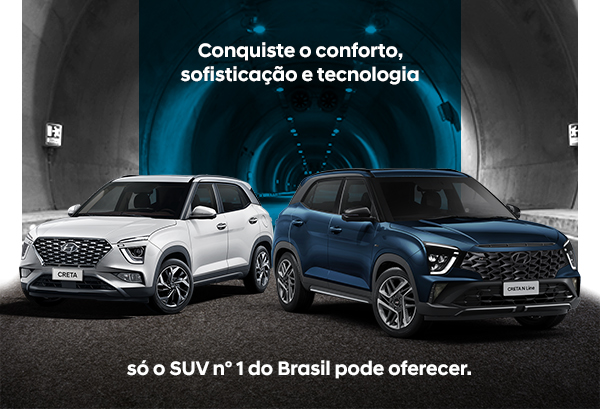 Conquiste o conforto,
sofisticação e tecnologia
CRETA
CRETA N Line
só o SUV nº 1 do Brasil pode oferecer.